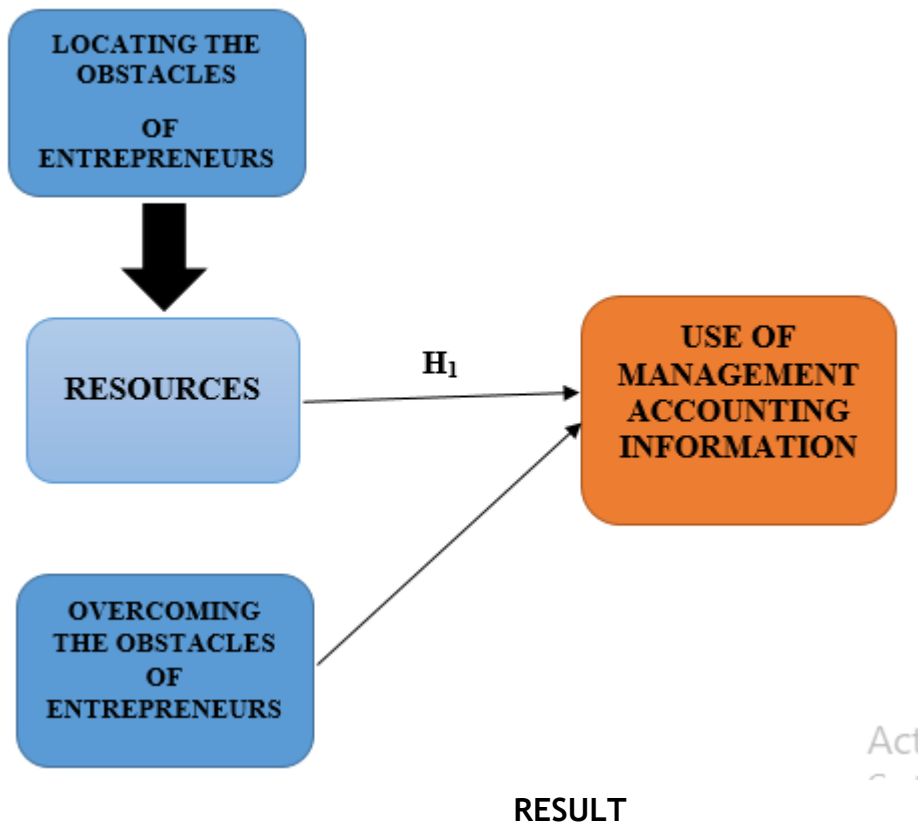 LOCATING THE
OBSTACLES
OF
ENTREPRENEURS
RESOURCES
H₁
USE OF
MANAGEMENT
ACCOUNTING
INFORMATION
OVERCOMING
THE OBSTACLES
OF
ENTREPRENEURS
Act
RESULT